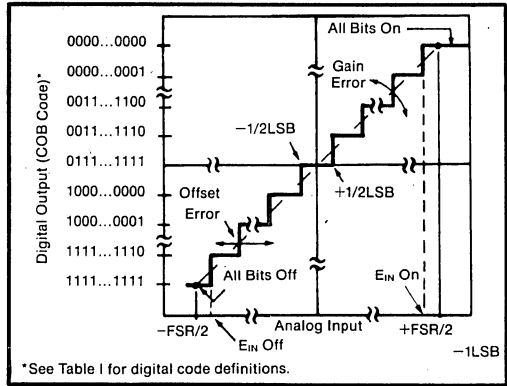 Digital Output (COB Code)*
0000...0000
0000...0001
0011...1100
0011...1110
0111...1111
1000...0000
1000...0001
1111...1110
1111...1111
All Bits On
Gain
Error
−1/2LSB
+1/2LSB
Offset
Error
All Bits Off
EIN On
−FSR/2
Analog Input
+FSR/2
EIN Off
−1LSB
*See Table I for digital code definitions.